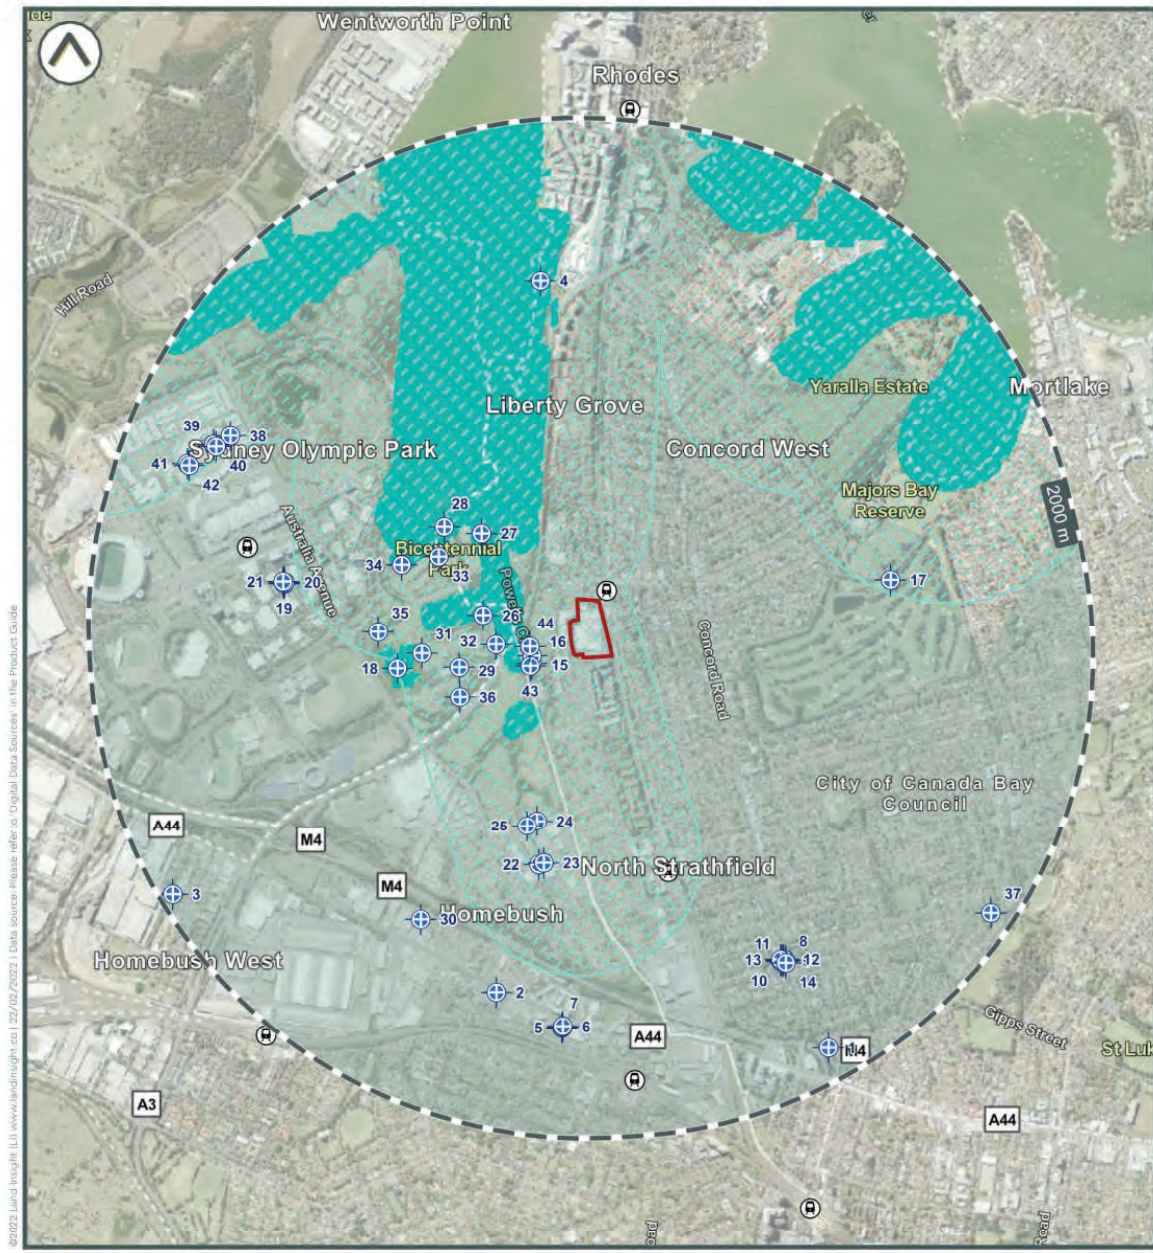 Wentworth Point
Rhodes
Hill Road
4
Liberty Grove
Yaralla Estate
Mortlake
39
38
Sydney Olympic Park
41
40
42
Concord West
Majors Bay
Reserve
2000 m
Australia Avenue
28
27
Bicentennial
Park
34
33
21
20
19
17
35
31
26
44
32
16
18
29
15
43
36
Concord Road
City of Canada Bay
Council
A44
M4
25
24
22
23
North Strathfield
M4
3
30
Homebush
37
Homebush West
11
8
13
12
10
14
2
7
5
6
A44
1
M4
Gipps Street
St Luk
A3
A44
Road
©2022 Land Insight (LI) www.landinsight.co | 22/02/2022 | Data source: Please refer to 'Digital Data Sources' in the Product Guide